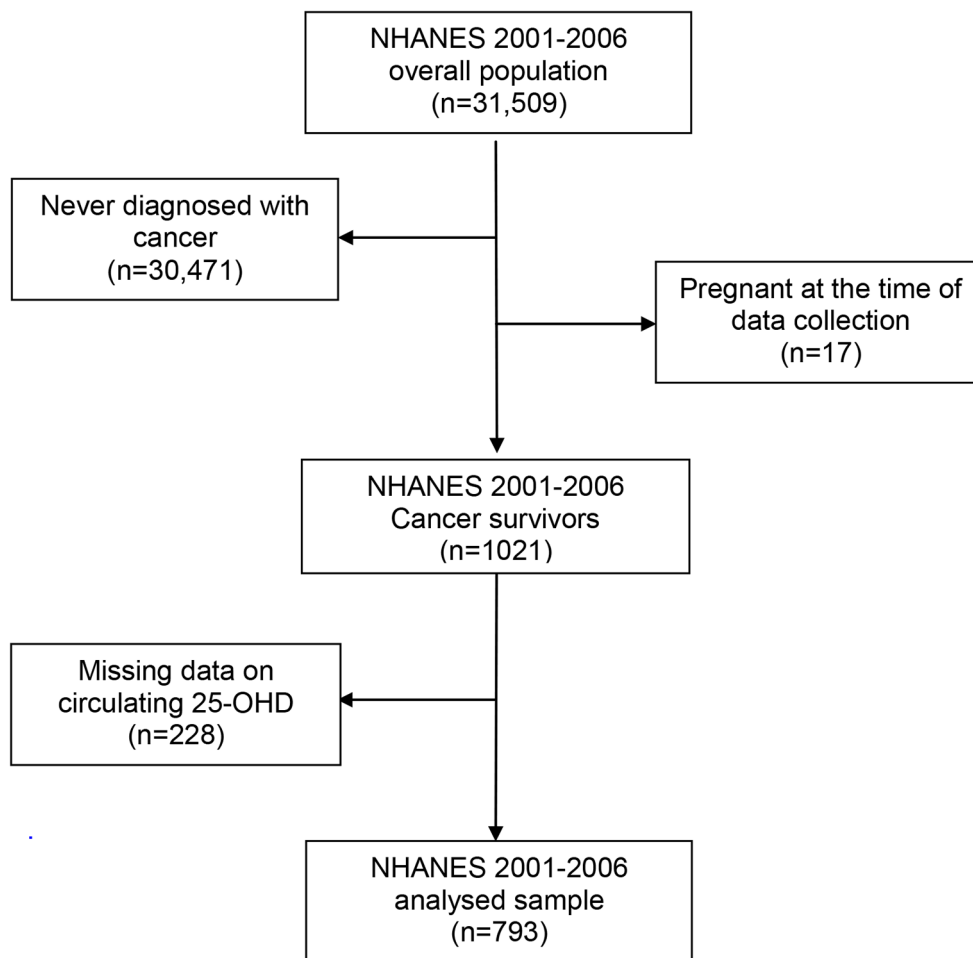 NHANES 2001-2006
overall population
(n=31,509)
Never diagnosed with
cancer
(n=30,471)
Pregnant at the time of
data collection
(n=17)
NHANES 2001-2006
Cancer survivors
(n=1021)
Missing data on
circulating 25-OHD
(n=228)
NHANES 2001-2006
analysed sample
(n=793)